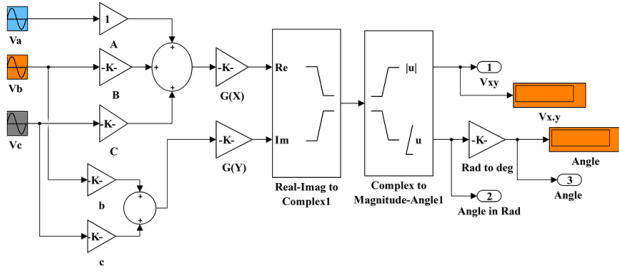 Va
1
A
Vb
-K-
B
Vc
-K-
C
+
+
+
-K-
G(X)
-K-
G(Y)
-K-
b
-K-
c
+
+
Re
Im
Real-Imag to
Complex1
|u|
u
Complex to
Magnitude-Angle1
1
Vxy
Vx.y
-K-
Rad to deg
Angle
2
Angle in Rad
3
Angle